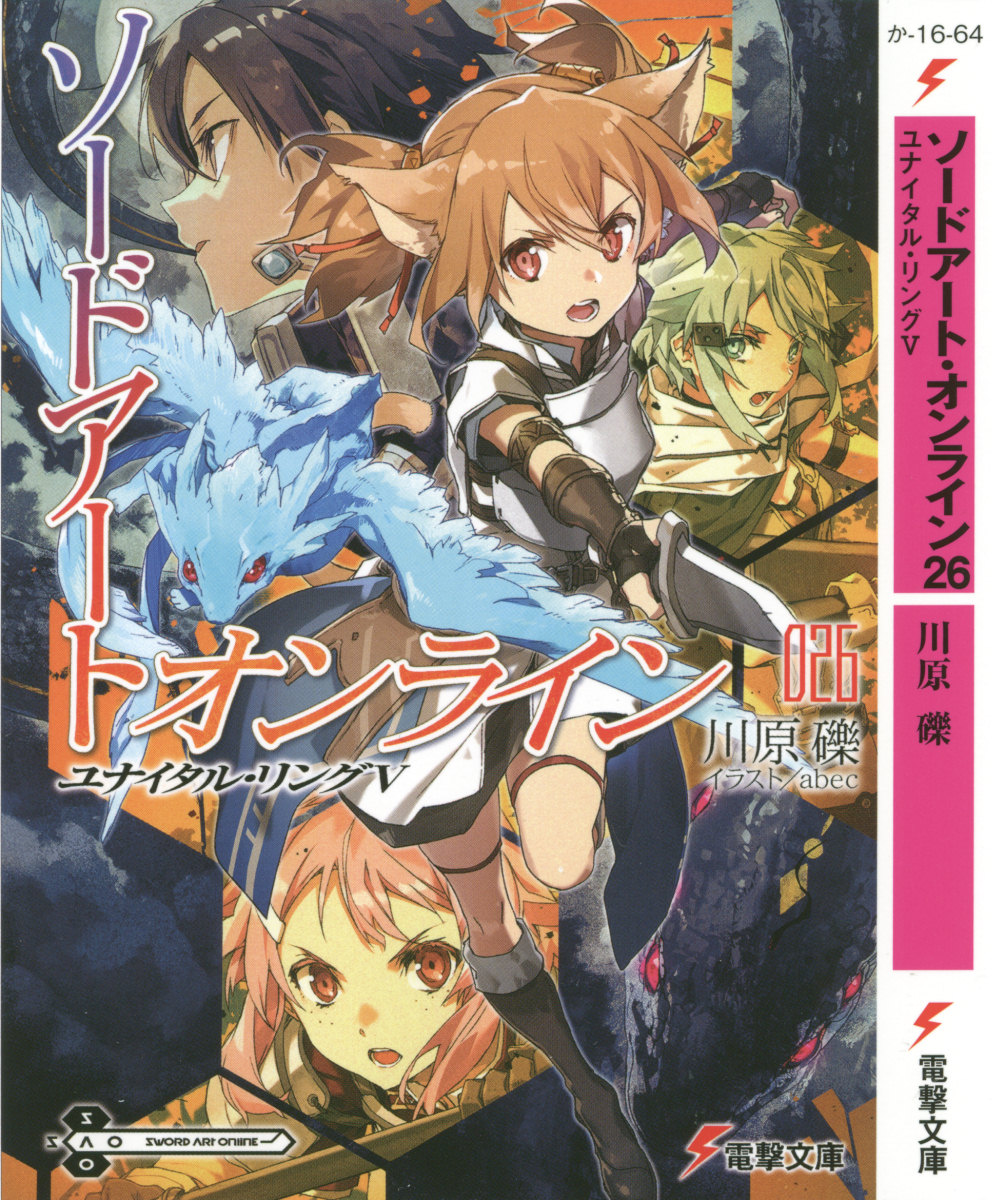 ソードアート
オンライン
026
川原 礫
イラスト/abec
ユナイタル・リングⅤ
SAO
SAO
SWORD ART ONLINE
電撃文庫
か-16-64
ソードアート・オンライン26
ユナイタル・リングⅤ
川原 礫
電撃文庫